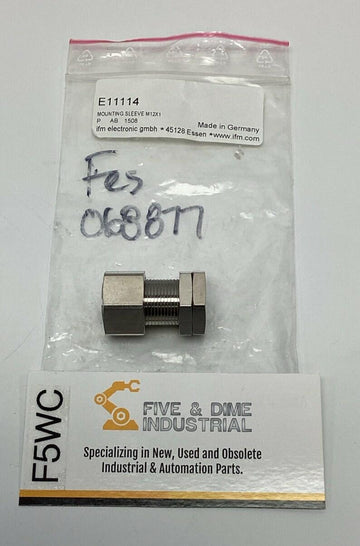 E11114
MOUNTING SLEEVE M12X1
P AB 1508
Made in Germany
ifm electronic gmbh • 45128 Essen • www.ifm.com
Fes
068877
F5WC
FIVE & DIME
INDUSTRIAL
Specializing in New, Used and Obsolete
Industrial & Automation Parts.